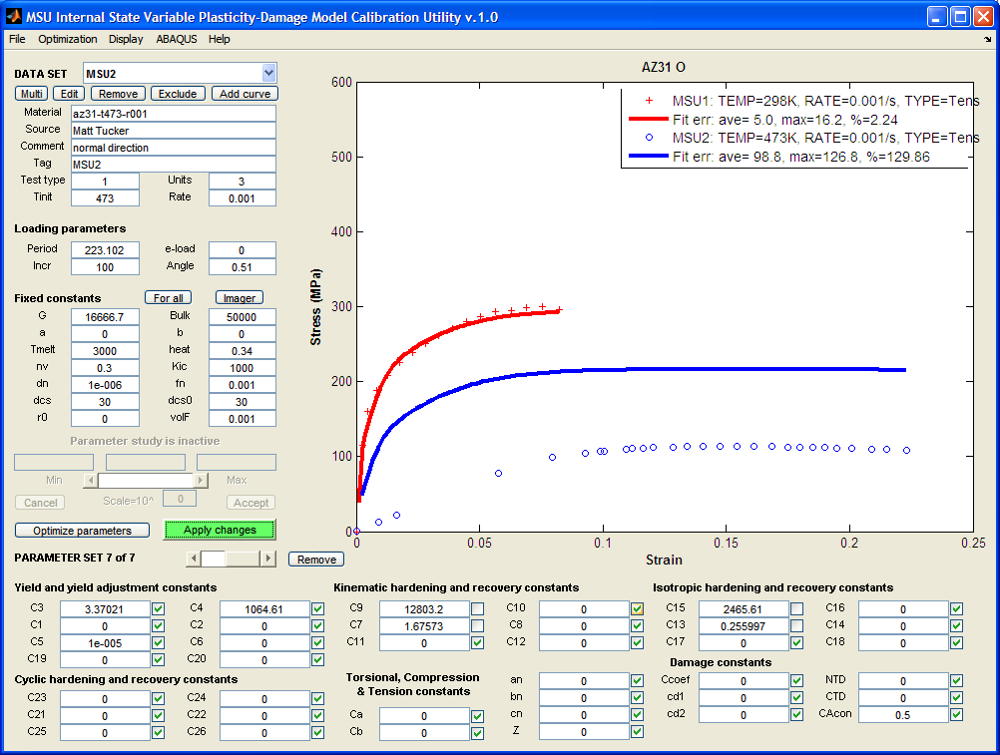 MSU Internal State Variable Plasticity-Damage Model Calibration Utility v.1.0
File Optimization Display ABAQUS Help
DATA SET MSU2
Multi Edit Remove Exclude Add curve
Material az31-t473-r001
Source Matt Tucker
Comment normal direction
Tag MSU2
Test type 1 Units 3
Tinit 473 Rate 0.001
Loading parameters
Period 223.102 e-load 0
Incr 100 Angle 0.51
Fixed constants For all Imager
G 16666.7 Bulk 50000
a 0 b 0
Tmelt 3000 heat 0.34
nv 0.3 Kic 1000
dn 1e-006 fn 0.001
dcs 30 dcs0 30
r0 0 volF 0.001
Parameter study is inactive
Min Max
Cancel Scale=10^ 0 Accept
Optimize parameters Apply changes
PARAMETER SET 7 of 7 Remove
AZ31 O
MSU1: TEMP=298K, RATE=0.001/s, TYPE=Tens
Fit err: ave= 5.0, max=16.2, %=2.24
MSU2: TEMP=473K, RATE=0.001/s, TYPE=Tens
Fit err: ave= 98.8, max=126.8, %=129.86
600
500
400
300
200
100
0
Stress (MPa)
0 0.05 0.1 0.15 0.2 0.25
Strain
Yield and yield adjustment constants
C3 3.37021 C4 1064.61
C1 0 C2 0
C5 1e-005 C6 0
C19 0 C20 0
Cyclic hardening and recovery constants
C23 0 C24 0
C21 0 C22 0
C25 0 C26 0
Kinematic hardening and recovery constants
C9 12803.2 C10 0
C7 1.67573 C8 0
C11 0 C12 0
Torsional, Compression
& Tension constants
Ca 0
Cb 0
an 0
bn 0
cn 0
Z 0
Isotropic hardening and recovery constants
C15 2465.61 C16 0
C13 0.255997 C14 0
C17 0 C18 0
Damage constants
Ccoef 0 NTD 0
cd1 0 CTD 0
cd2 0 CAcon 0.5